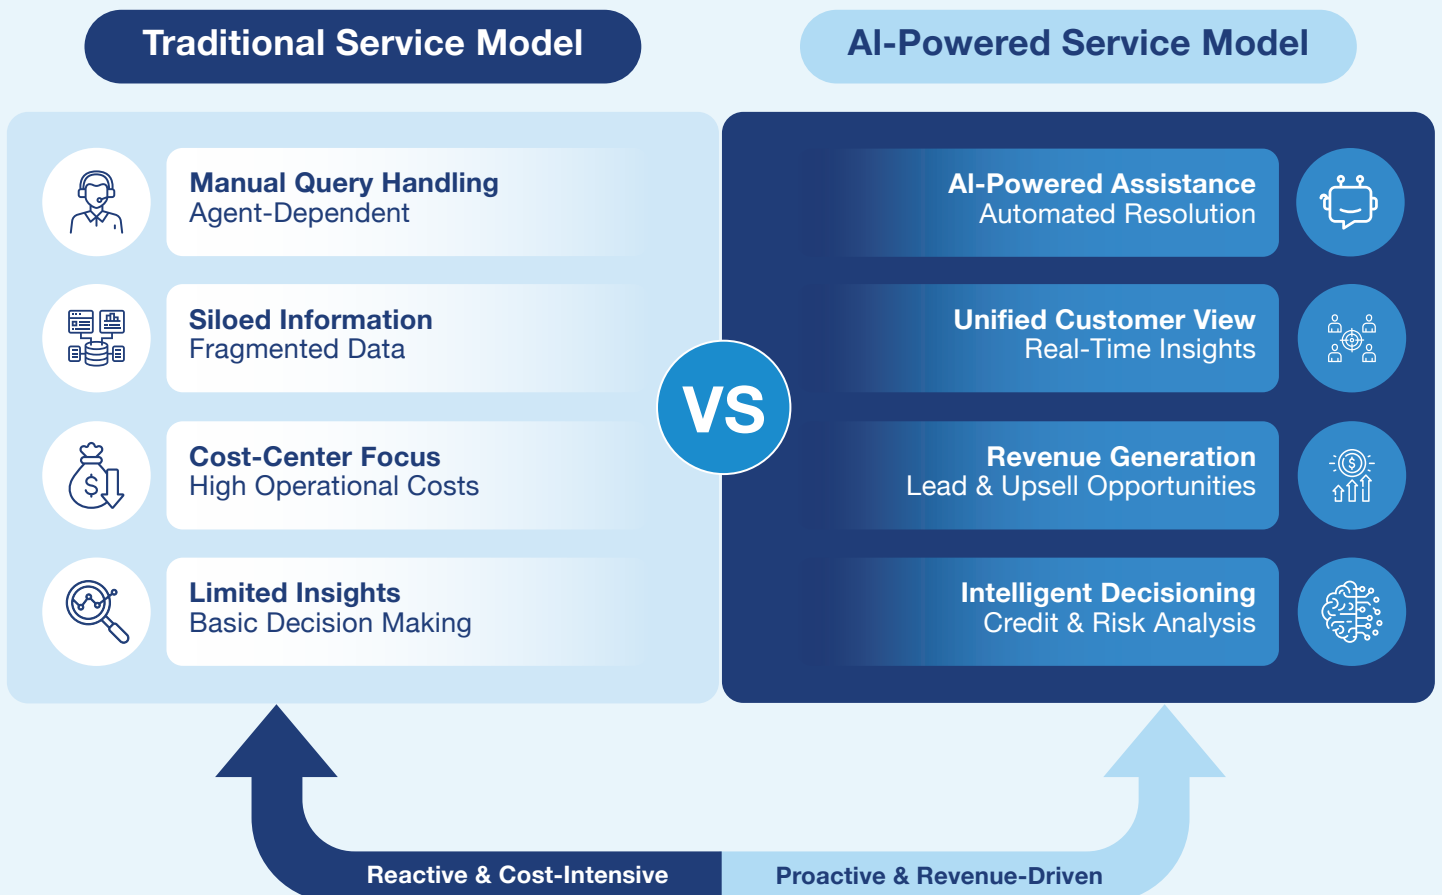 Traditional Service Model
AI-Powered Service Model
Manual Query Handling
Agent-Dependent
Siloed Information
Fragmented Data
Cost-Center Focus
High Operational Costs
Limited Insights
Basic Decision Making
VS
AI-Powered Assistance
Automated Resolution
Unified Customer View
Real-Time Insights
Revenue Generation
Lead & Upsell Opportunities
Intelligent Decisioning
Credit & Risk Analysis
Reactive & Cost-Intensive
Proactive & Revenue-Driven